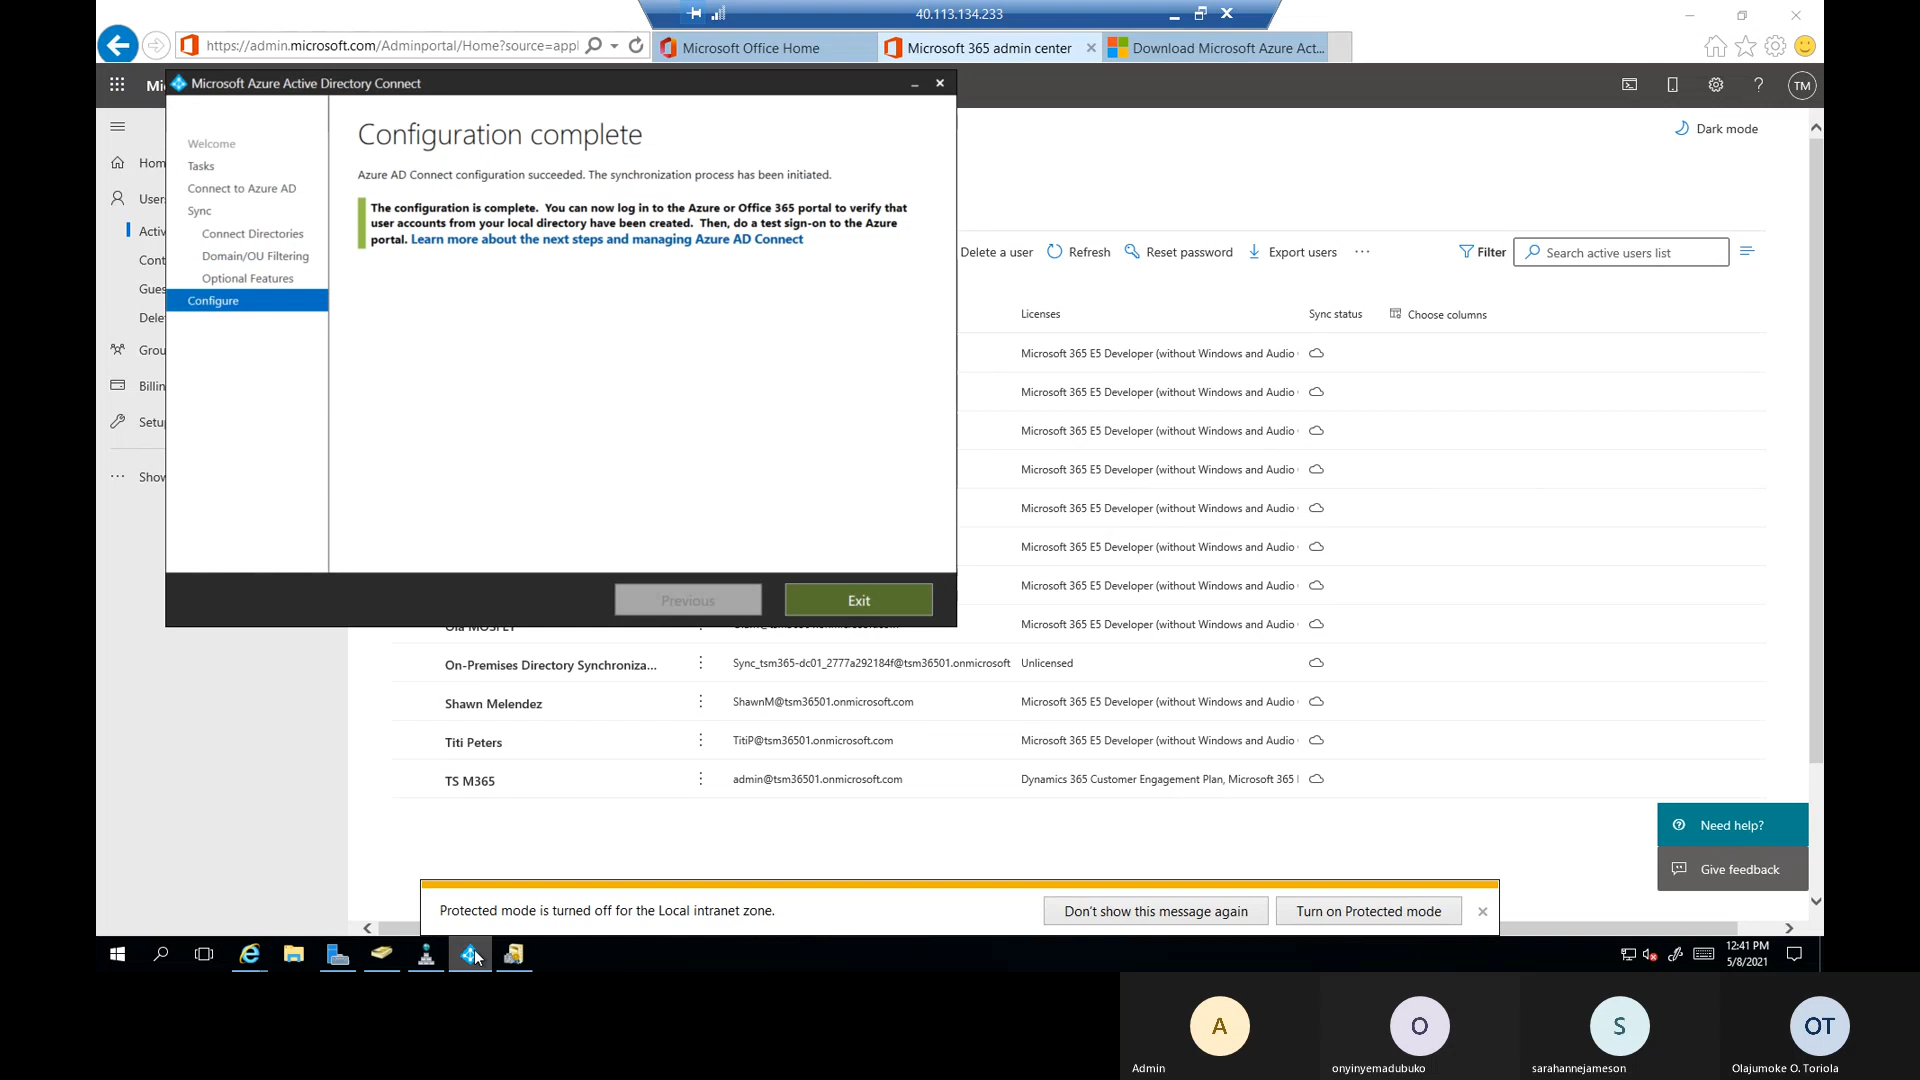 40.113.134.233
https://admin.microsoft.com/Adminportal/Home?source=appl
Microsoft Office Home
Microsoft 365 admin center
Download Microsoft Azure Act...
Mi
Microsoft Azure Active Directory Connect
TM
Dark mode
Welcome
Tasks
Connect to Azure AD
Sync
Connect Directories
Domain/OU Filtering
Optional Features
Configure
Configuration complete
Azure AD Connect configuration succeeded. The synchronization process has been initiated.
The configuration is complete. You can now log in to the Azure or Office 365 portal to verify that
user accounts from your local directory have been created. Then, do a test sign-on to the Azure
portal. Learn more about the next steps and managing Azure AD Connect
Previous
Exit
Hom
User
Activ
Cont
Gues
Dele
Grou
Billin
Setu
Show
Delete a user
Refresh
Reset password
Export users
Filter
Search active users list
Licenses
Sync status
Choose columns
Microsoft 365 E5 Developer (without Windows and Audio
Microsoft 365 E5 Developer (without Windows and Audio
Microsoft 365 E5 Developer (without Windows and Audio
Microsoft 365 E5 Developer (without Windows and Audio
Microsoft 365 E5 Developer (without Windows and Audio
Microsoft 365 E5 Developer (without Windows and Audio
Microsoft 365 E5 Developer (without Windows and Audio
Microsoft 365 E5 Developer (without Windows and Audio
On-Premises Directory Synchroniza...
Sync_tsm365-dc01_2777a292184f@tsm36501.onmicrosoft
Unlicensed
Shawn Melendez
ShawnM@tsm36501.onmicrosoft.com
Microsoft 365 E5 Developer (without Windows and Audio
Titi Peters
TitiP@tsm36501.onmicrosoft.com
Microsoft 365 E5 Developer (without Windows and Audio
TS M365
admin@tsm36501.onmicrosoft.com
Dynamics 365 Customer Engagement Plan, Microsoft 365
Need help?
Give feedback
Protected mode is turned off for the Local intranet zone.
Don't show this message again
Turn on Protected mode
12:41 PM
5/8/2021
A
Admin
O
onyinyemadubuko
S
sarahannejameson
OT
Olajumoke O. Toriola